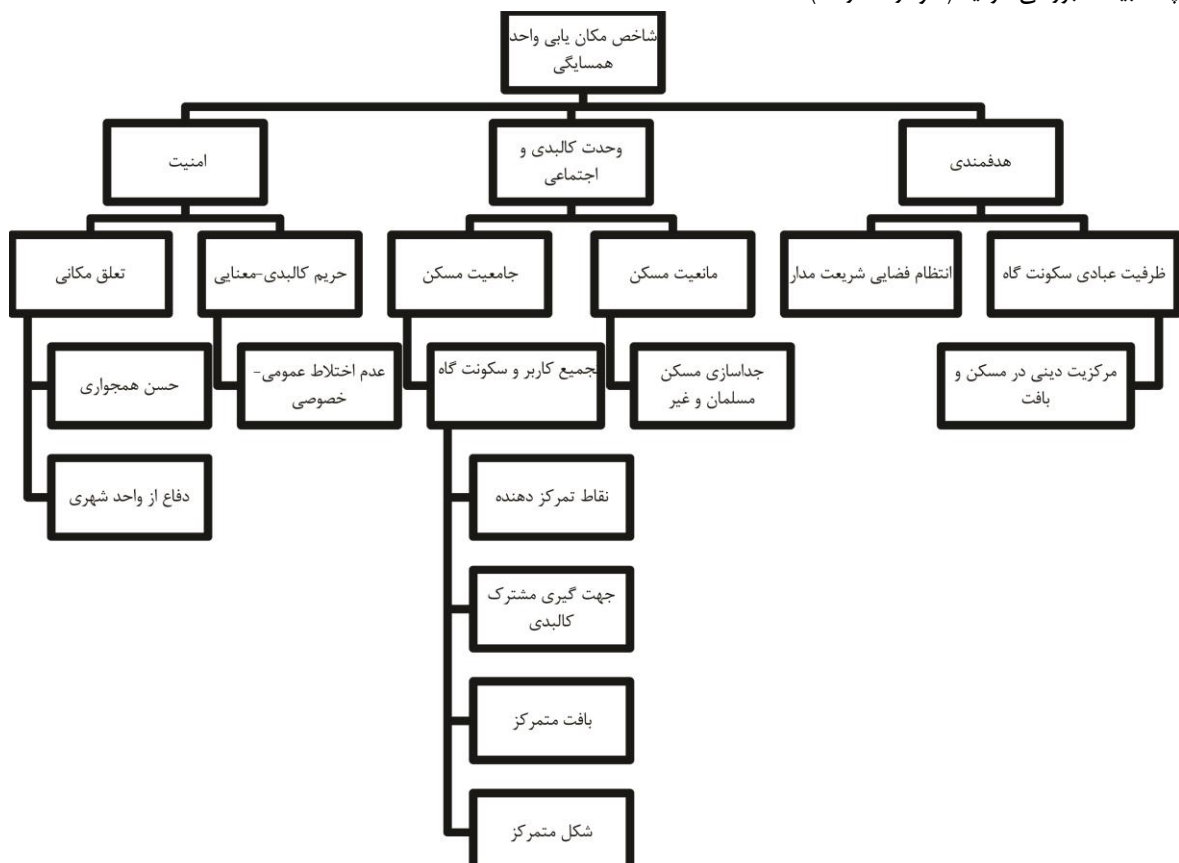 شاخص مکان یابی واحد
همسایگی
هدفمندی
وحدت کالبدی و
اجتماعی
امنیت
ظرفیت عبادی سکونت گاه
انتظام فضایی شریعت مدار
مانعیت مسکن
جامعیت مسکن
حریم کالبدی-معنایی
تعلق مکانی
مرکزیت دینی در مسکن و
بافت
جداسازی مسکن
مسلمان و غیر
تجمیع کاربر و سکونت گاه
عدم اختلاط عمومی-
خصوصی
حسن همجواری
نقاط تمرکز دهنده
دفاع از واحد شهری
جهت گیری مشترک
کالبدی
بافت متمرکز
شکل متمرکز